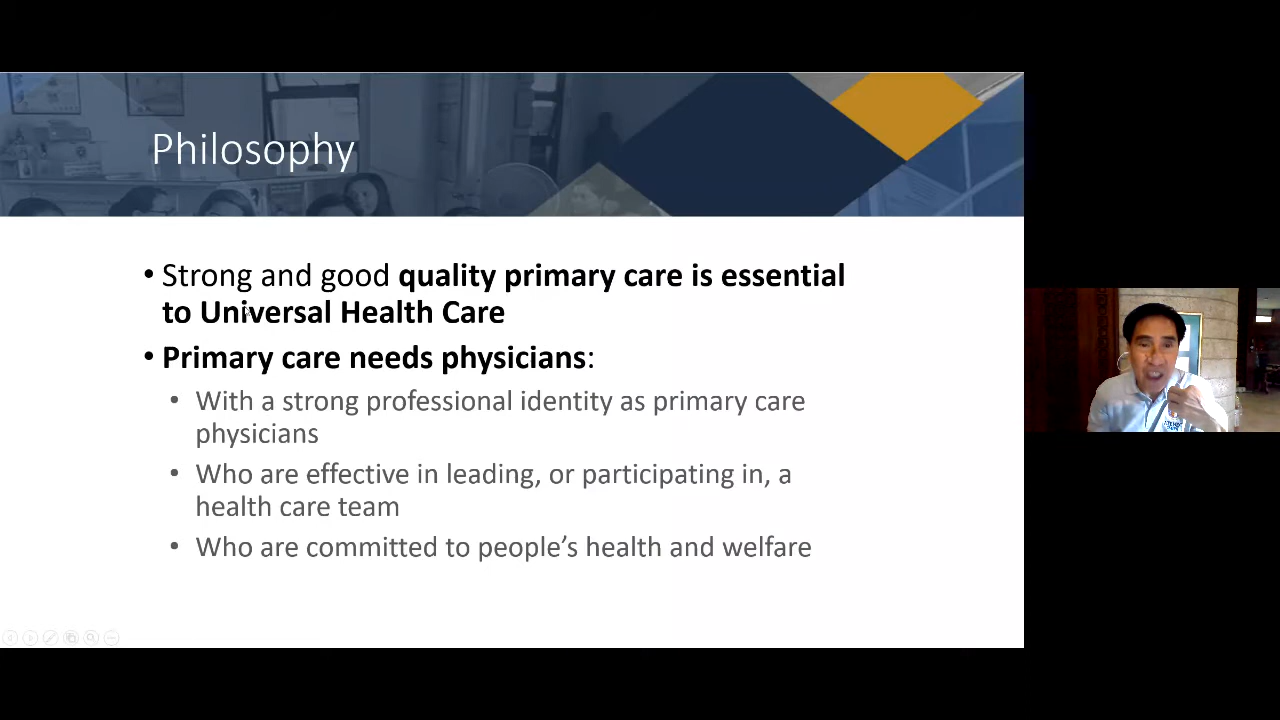 Philosophy
• Strong and good quality primary care is essential
to Universal Health Care
• Primary care needs physicians:
• With a strong professional identity as primary care
physicians
• Who are effective in leading, or participating in, a
health care team
• Who are committed to people’s health and welfare